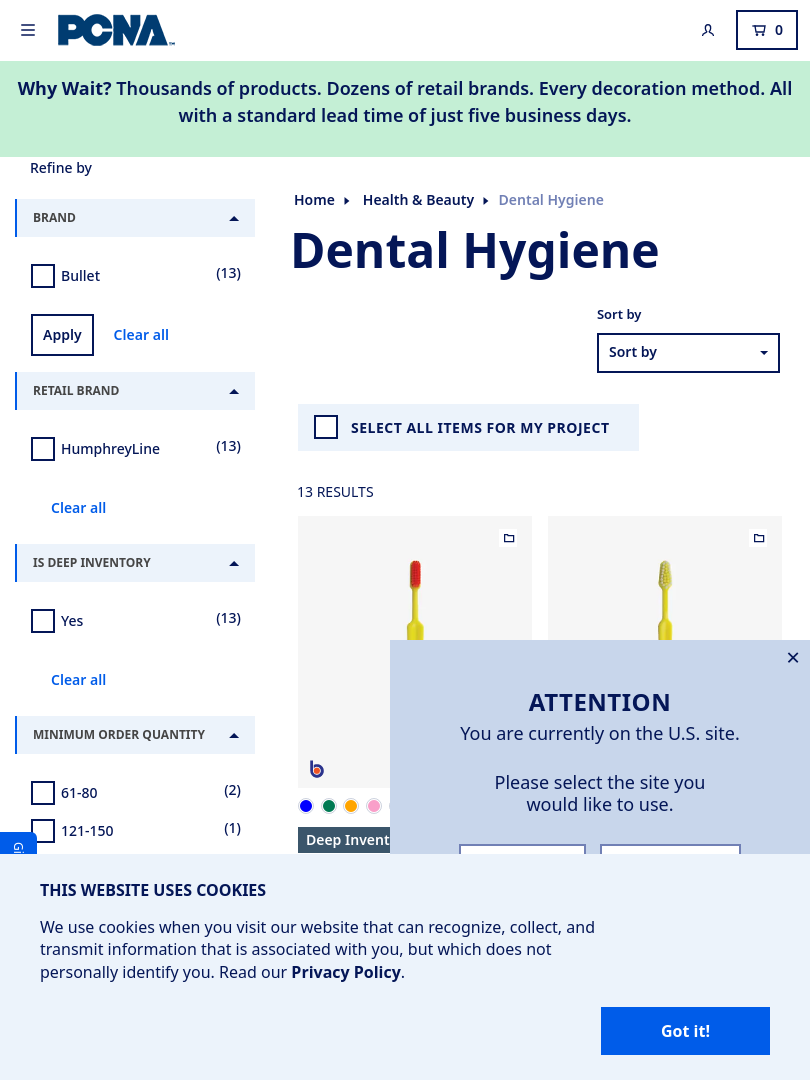 PCNA
0
Why Wait? Thousands of products. Dozens of retail brands. Every decoration method. All
with a standard lead time of just five business days.
Refine by
BRAND
Bullet (13)
Apply Clear all
RETAIL BRAND
HumphreyLine (13)
Clear all
IS DEEP INVENTORY
Yes (13)
Clear all
MINIMUM ORDER QUANTITY
61-80 (2)
121-150 (1)
Home Health & Beauty Dental Hygiene
Dental Hygiene
Sort by
Sort by
SELECT ALL ITEMS FOR MY PROJECT
13 RESULTS
b
Deep Invent
ATTENTION
You are currently on the U.S. site.
Please select the site you
would like to use.
THIS WEBSITE USES COOKIES
We use cookies when you visit our website that can recognize, collect, and
transmit information that is associated with you, but which does not
personally identify you. Read our Privacy Policy.
Got it!